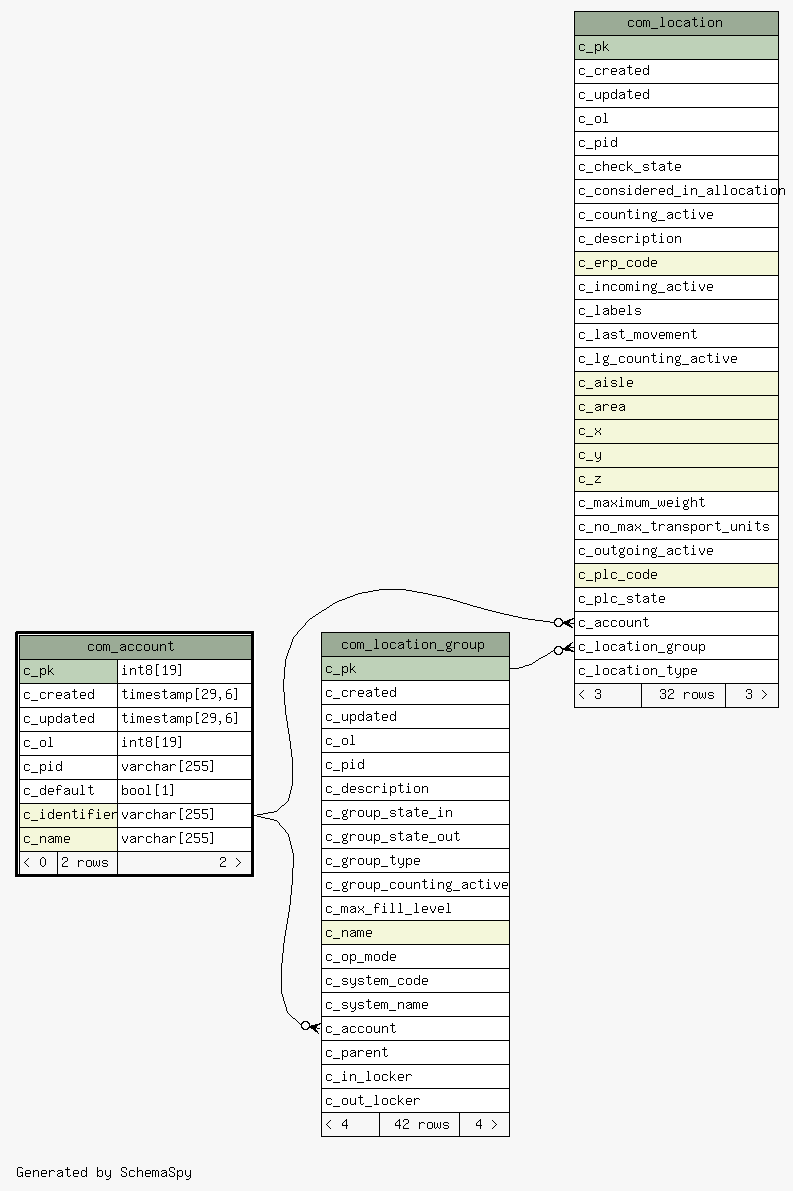 com_location
c_pk
c_created
c_updated
c_ol
c_pid
c_check_state
c_considered_in_allocation
c_counting_active
c_description
c_erp_code
c_incoming_active
c_labels
c_last_movement
c_lg_counting_active
c_aisle
c_area
c_x
c_y
c_z
c_maximum_weight
c_no_max_transport_units
c_outgoing_active
c_plc_code
c_plc_state
c_account
c_location_group
c_location_type
< 3 32 rows 3 >
com_account
c_pk int8[19]
c_created timestamp[29,6]
c_updated timestamp[29,6]
c_ol int8[19]
c_pid varchar[255]
c_default bool[1]
c_identifier varchar[255]
c_name varchar[255]
< 0 2 rows 2 >
com_location_group
c_pk
c_created
c_updated
c_ol
c_pid
c_description
c_group_state_in
c_group_state_out
c_group_type
c_group_counting_active
c_max_fill_level
c_name
c_op_mode
c_system_code
c_system_name
c_account
c_parent
c_in_locker
c_out_locker
< 4 42 rows 4 >
Generated by SchemaSpy